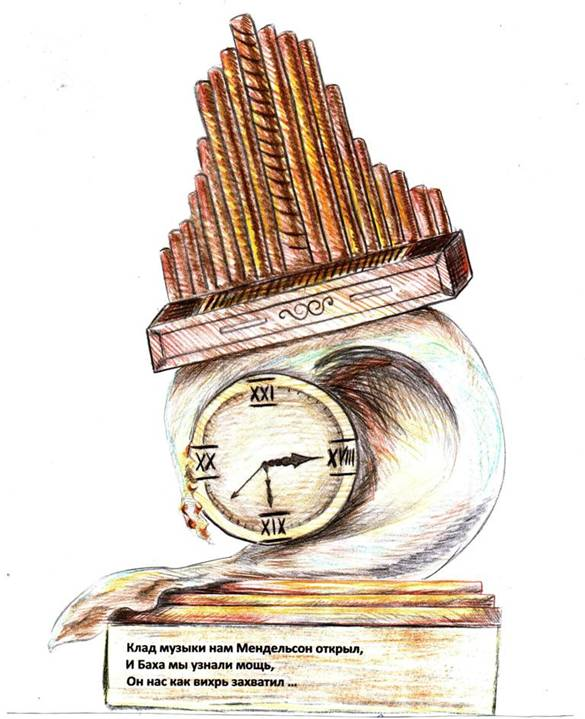 XXI
XX
XVIII
XIX
Клад музыки нам Мендельсон открыл,
И Баха мы узнали мощь,
Он нас как вихрь захватил ...